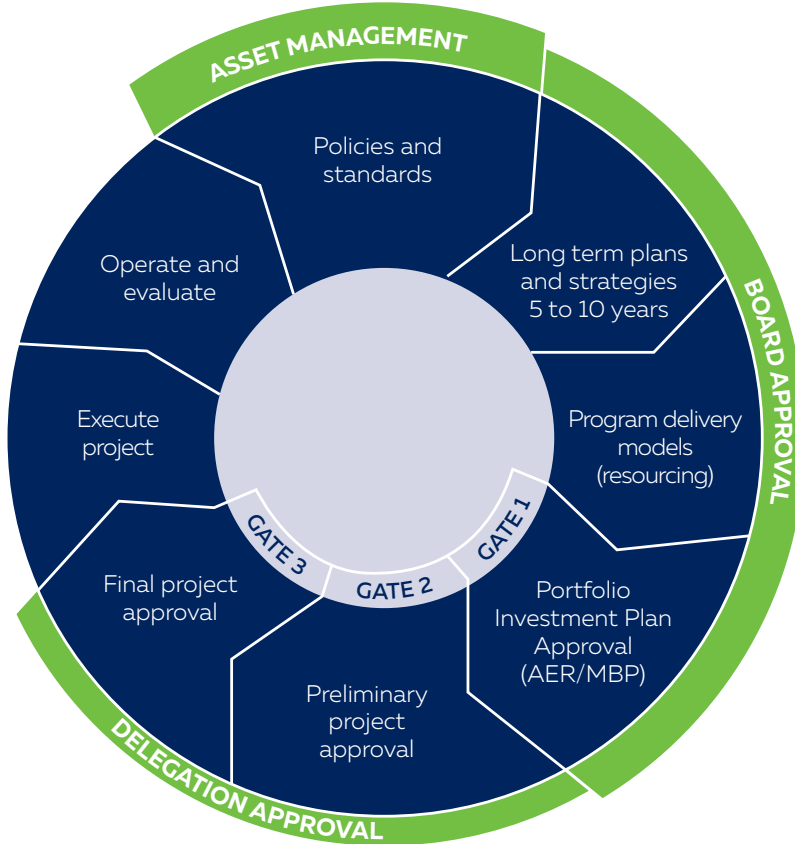 ASSET MANAGEMENT
Policies and
standards
Long term plans
and strategies
5 to 10 years
BOARD APPROVAL
Program delivery
models
(resourcing)
GATE 1
Portfolio
Investment Plan
Approval
(AER/MBP)
GATE 2
Preliminary
project
approval
GATE 3
Final project
approval
DELEGATION APPROVAL
Execute
project
Operate and
evaluate